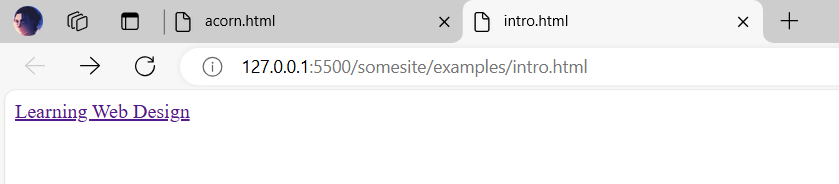 acorn.html
intro.html
127.0.0.1:5500/somesite/examples/intro.html
Learning Web Design